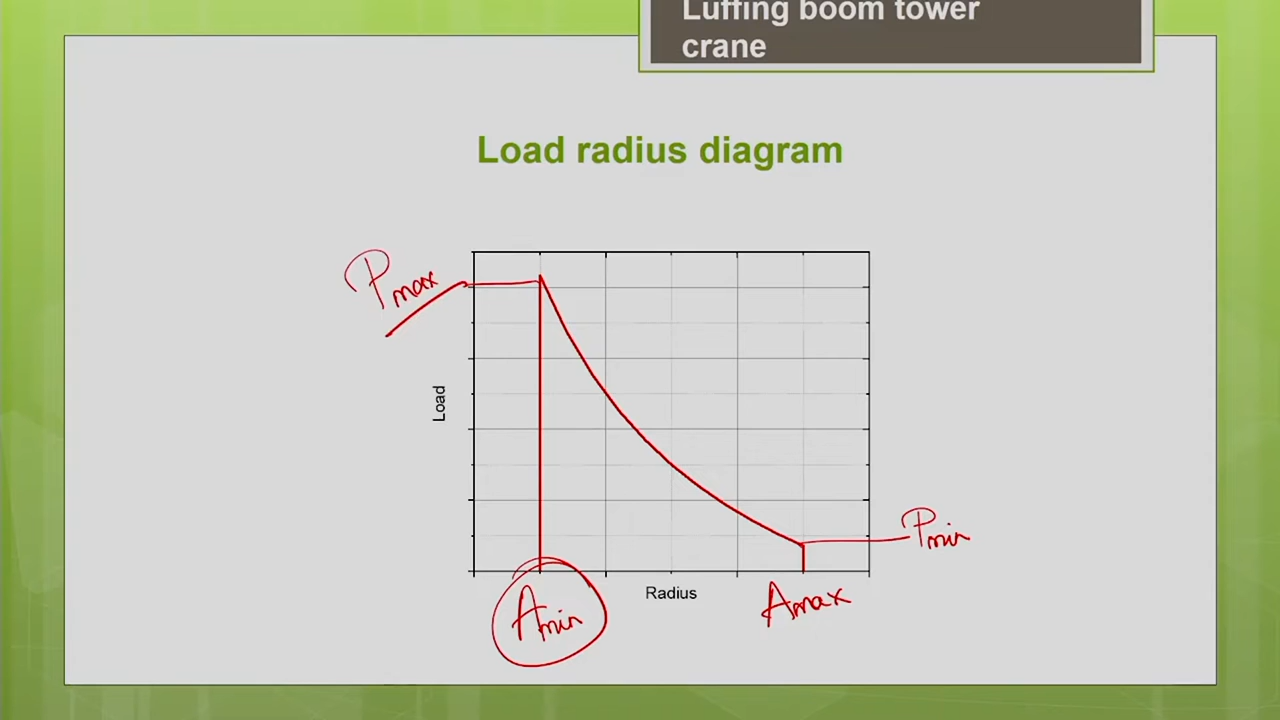 Luffing boom tower
crane
Load radius diagram
Pmax
Load
Pmin
Radius
Amin
Amax